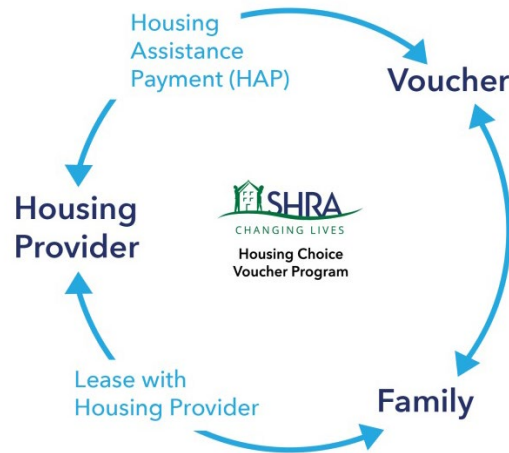 Housing
Assistance
Payment (HAP)
Voucher
Housing
Provider
SHRA
CHANGING LIVES
Housing Choice
Voucher Program
Lease with
Housing Provider
Family